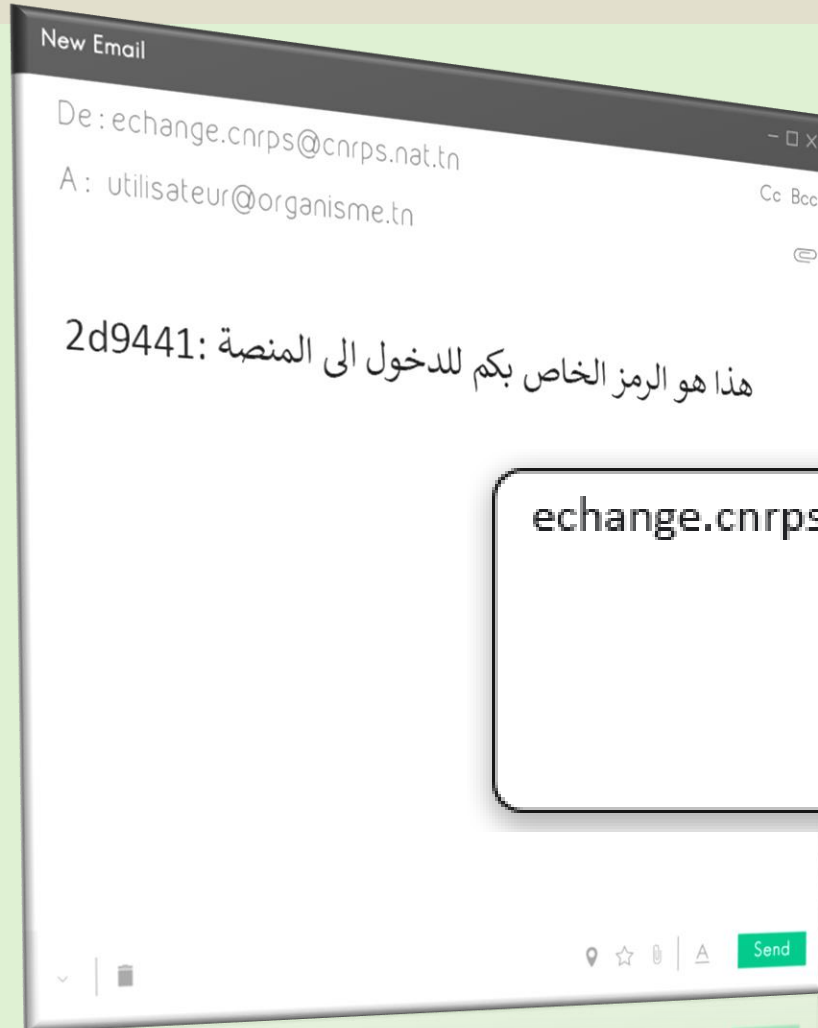 New Email
De : echange.cnrps@cnrps.nat.tn
Cc Bcc
A : utilisateur@organisme.tn
هذا هو الرمز الخاص بكم للدخول الى المنصة :2d9441
echange.cnrps
A
Send